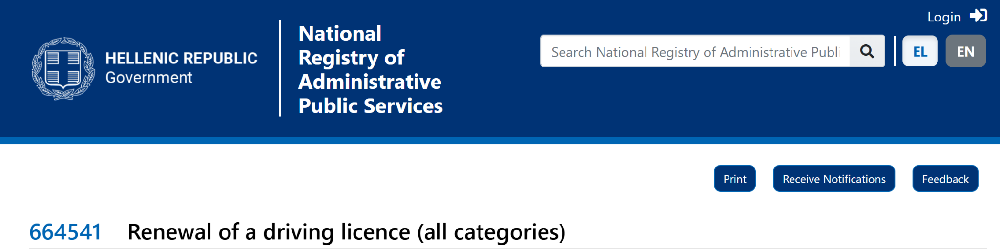 Login
HELLENIC REPUBLIC
Government
National
Registry of
Administrative
Public Services
Search National Registry of Administrative Publi
EL
EN
Print
Receive Notifications
Feedback
664541 Renewal of a driving licence (all categories)